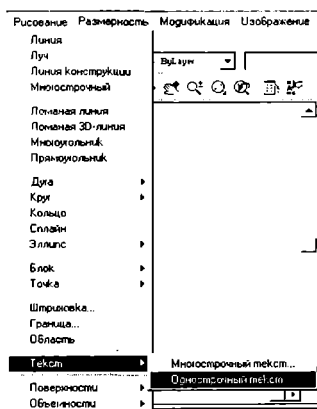 Рисование Размерность Модификация Изображение
Линия
Луч
Линия конструкции
Многострочный
ByLayer
Ломаная линия
Ломаная 3D-линия
Многоугольник
Прямоугольник
Дуга
Круг
Кольцо
Сплайн
Эллипс
Блок
Точка
Штриховка...
Граница...
Область
Текст
Многострочный текст...
Однострочный текст
Поверхности
Объемности